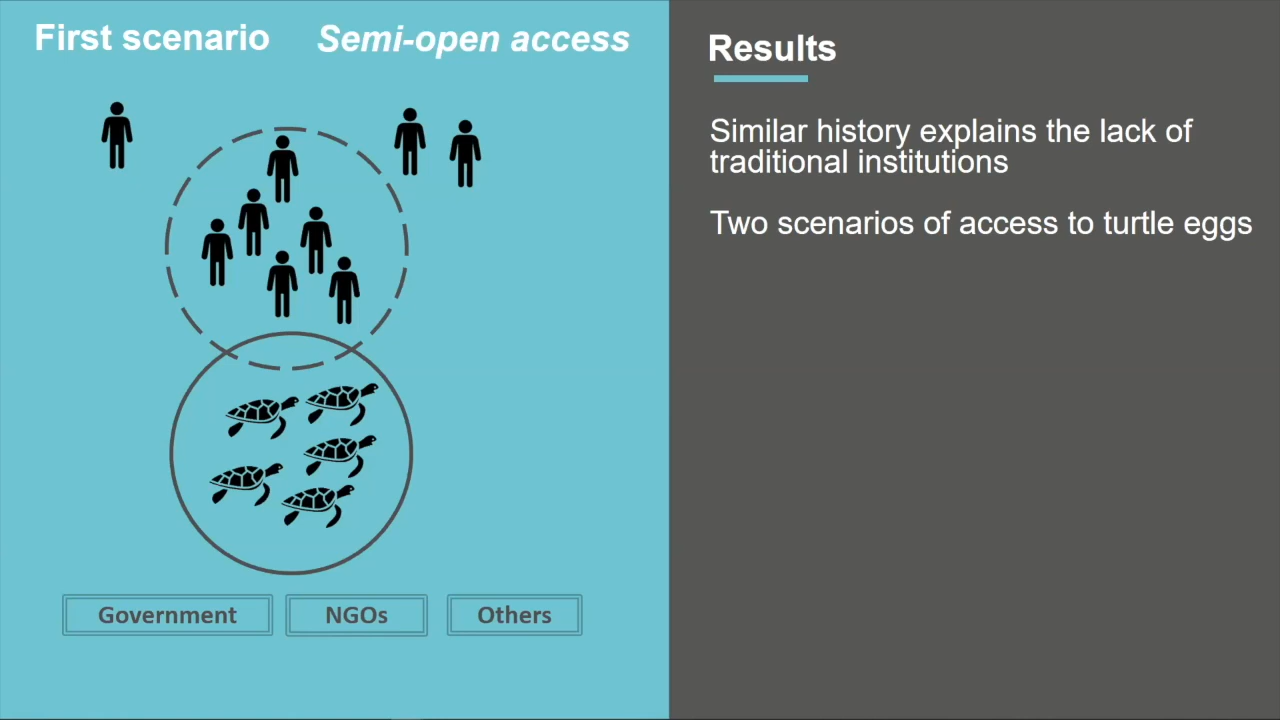 First scenario
Semi-open access
Government
NGOs
Others
Results
Similar history explains the lack of
traditional institutions
Two scenarios of access to turtle eggs